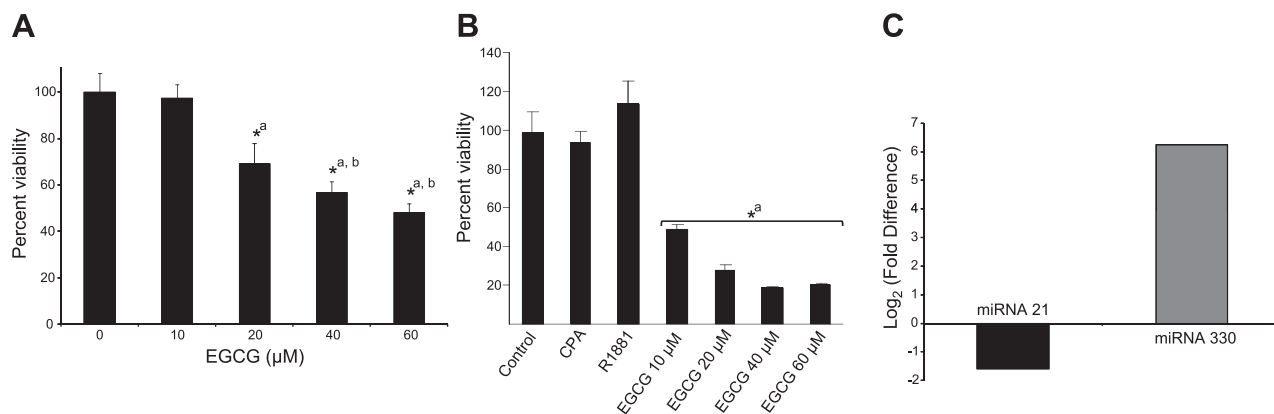 A
Percent viability
100
80
60
40
20
0
*a
*a, b
*a, b
0 10 20 40 60
EGCG (µM)
B
Percent viability
140
120
100
80
60
40
20
*a
Control
CPA
R1881
EGCG 10 µM
EGCG 20 µM
EGCG 40 µM
EGCG 60 µM
C
Log2 (Fold Difference)
7
6
5
4
3
2
1
0
-1
-2
miRNA 21
miRNA 330